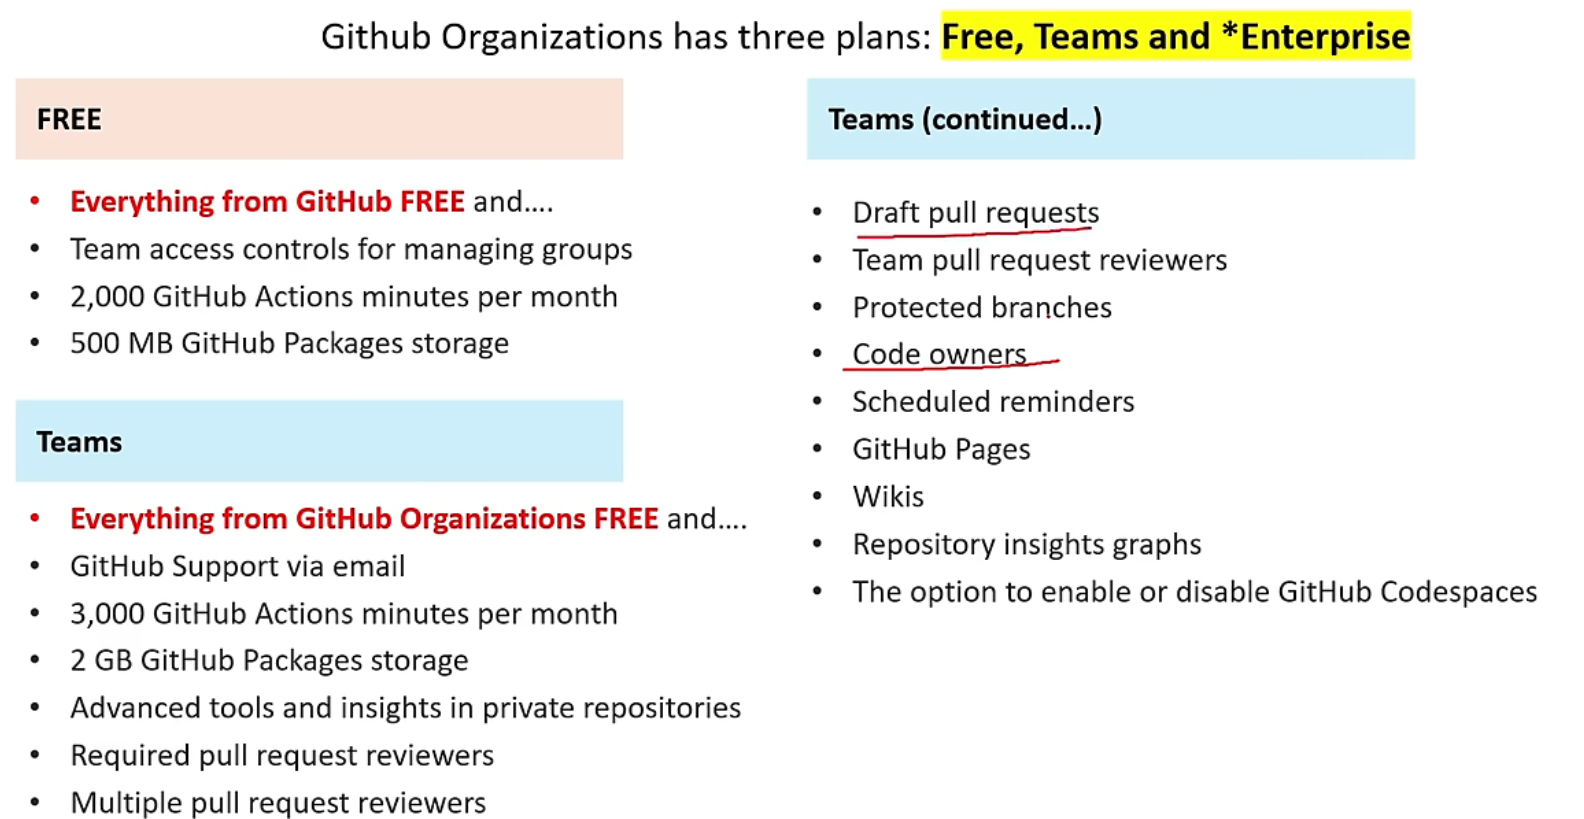 Github Organizations has three plans: Free, Teams and *Enterprise
FREE
• Everything from GitHub FREE and....
• Team access controls for managing groups
• 2,000 GitHub Actions minutes per month
• 500 MB GitHub Packages storage
Teams
• Everything from GitHub Organizations FREE and....
• GitHub Support via email
• 3,000 GitHub Actions minutes per month
• 2 GB GitHub Packages storage
• Advanced tools and insights in private repositories
• Required pull request reviewers
• Multiple pull request reviewers
Teams (continued...)
• Draft pull requests
• Team pull request reviewers
• Protected branches
• Code owners
• Scheduled reminders
• GitHub Pages
• Wikis
• Repository insights graphs
• The option to enable or disable GitHub Codespaces